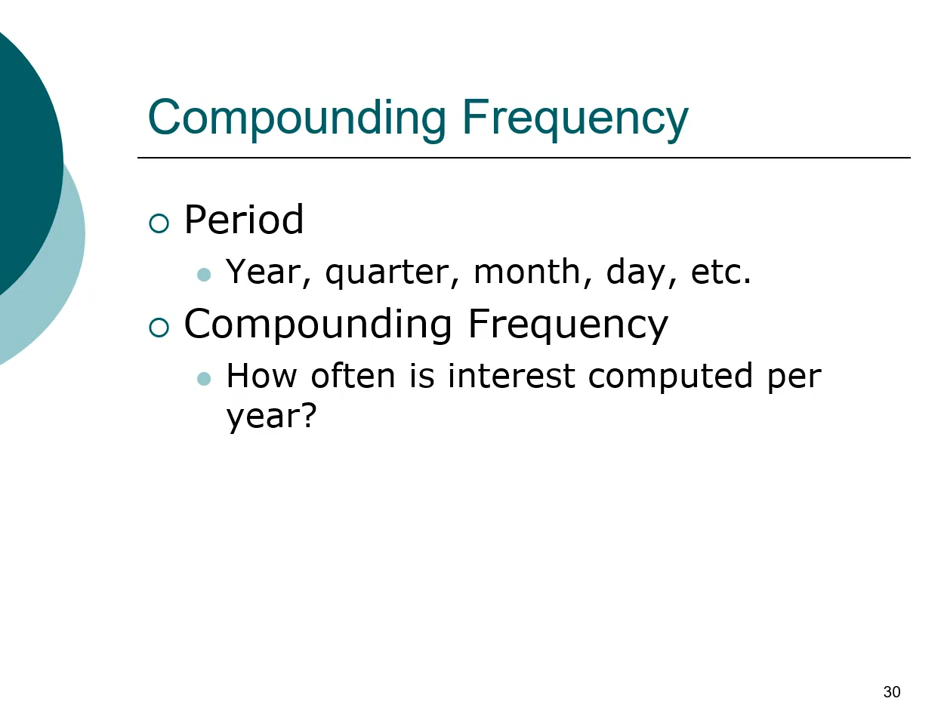 Compounding Frequency
Period
Year, quarter, month, day, etc.
Compounding Frequency
How often is interest computed per
year?
30